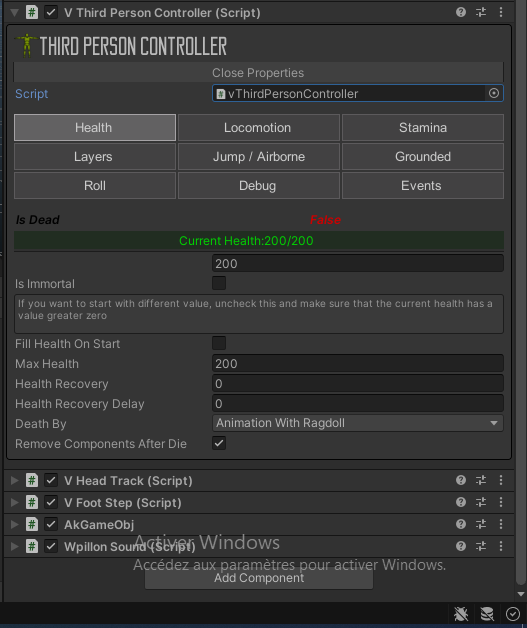 V Third Person Controller (Script)
THIRD PERSON CONTROLLER
Close Properties
Script vThirdPersonController
Health Locomotion Stamina
Layers Jump / Airborne Grounded
Roll Debug Events
Is Dead False
Current Health:200/200
200
Is Immortal
If you want to start with different value, uncheck this and make sure that the current health has a
value greater zero
Fill Health On Start
Max Health 200
Health Recovery 0
Health Recovery Delay 0
Death By Animation With Ragdoll
Remove Components After Die
V Head Track (Script)
V Foot Step (Script)
AkGameObj
Activer Windows
Wpillon Sound (Script)
Accédez aux paramètres pour activer Windows.
Add Component